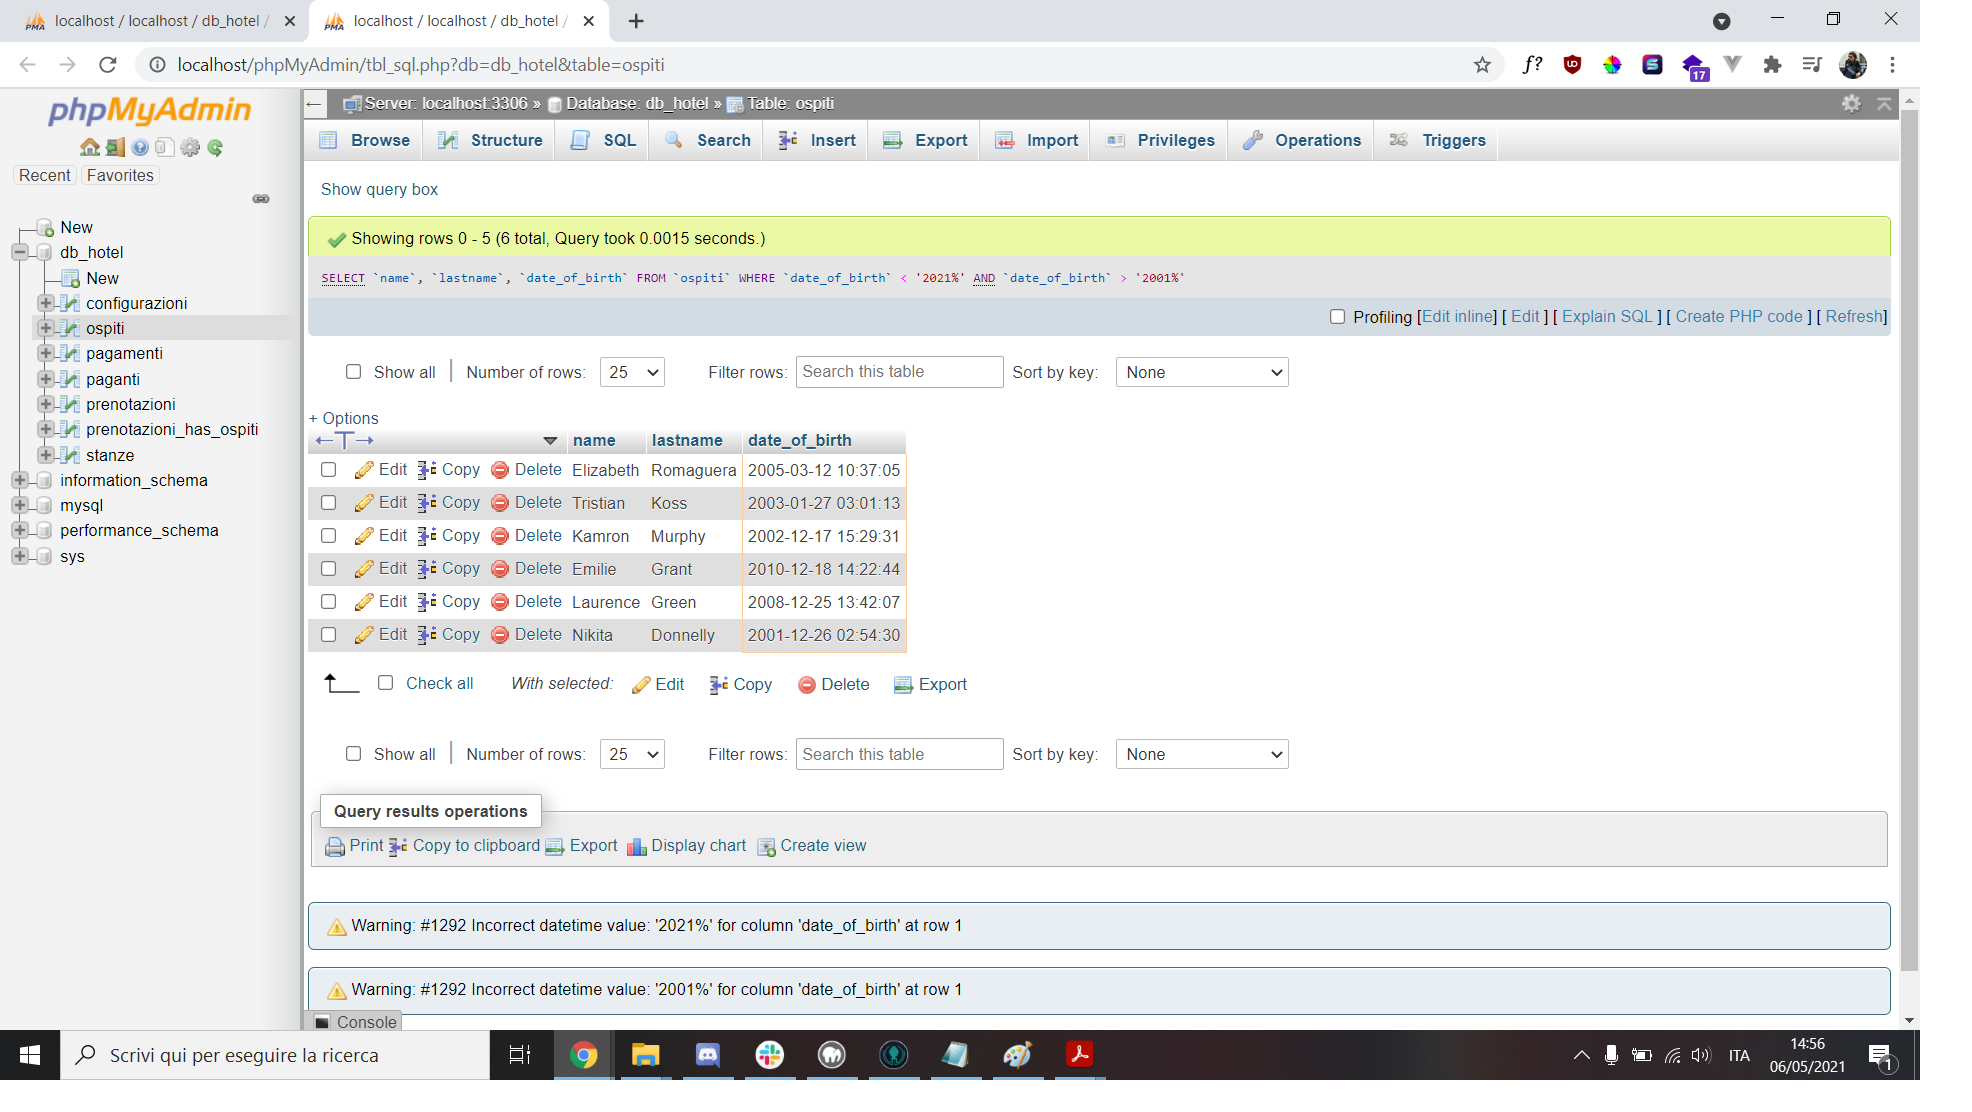 localhost / localhost / db_hotel /
localhost / localhost / db_hotel /
localhost/phpMyAdmin/tbl_sql.php?db=db_hotel&table=ospiti
f?
17
phpMyAdmin
Recent Favorites
New
db_hotel
New
configurazioni
ospiti
pagamenti
paganti
prenotazioni
prenotazioni_has_ospiti
stanze
information_schema
mysql
performance_schema
sys
Server: localhost:3306 » Database: db_hotel » Table: ospiti
Browse Structure SQL Search Insert Export Import Privileges Operations Triggers
Show query box
Showing rows 0 - 5 (6 total, Query took 0.0015 seconds.)
SELECT `name`, `lastname`, `date_of_birth` FROM `ospiti` WHERE `date_of_birth` < '2021%' AND `date_of_birth` > '2001%'
Profiling [Edit inline] [ Edit ] [ Explain SQL ] [ Create PHP code ] [ Refresh]
Show all Number of rows: 25 Filter rows: Search this table Sort by key: None
+ Options
name lastname date_of_birth
Edit Copy Delete Elizabeth Romaguera 2005-03-12 10:37:05
Edit Copy Delete Tristian Koss 2003-01-27 03:01:13
Edit Copy Delete Kamron Murphy 2002-12-17 15:29:31
Edit Copy Delete Emilie Grant 2010-12-18 14:22:44
Edit Copy Delete Laurence Green 2008-12-25 13:42:07
Edit Copy Delete Nikita Donnelly 2001-12-26 02:54:30
Check all With selected: Edit Copy Delete Export
Show all Number of rows: 25 Filter rows: Search this table Sort by key: None
Query results operations
Print Copy to clipboard Export Display chart Create view
Warning: #1292 Incorrect datetime value: '2021%' for column 'date_of_birth' at row 1
Warning: #1292 Incorrect datetime value: '2001%' for column 'date_of_birth' at row 1
Console
Scrivi qui per eseguire la ricerca
ITA
14:56
06/05/2021
1